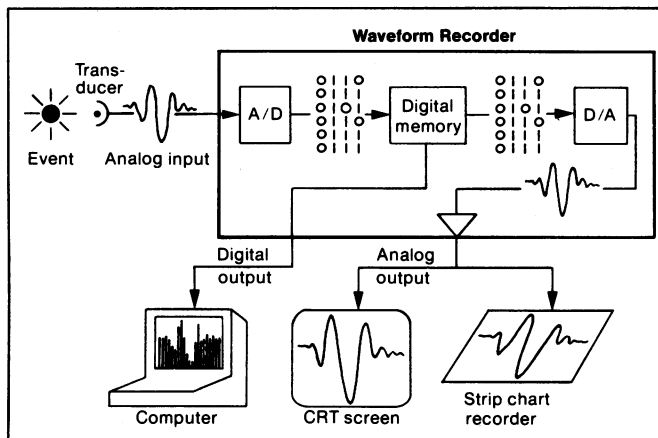 Waveform Recorder
Trans-
ducer
A/D
Digital
memory
D/A
Event
Analog input
Digital
output
Analog
output
Computer
CRT screen
Strip chart
recorder